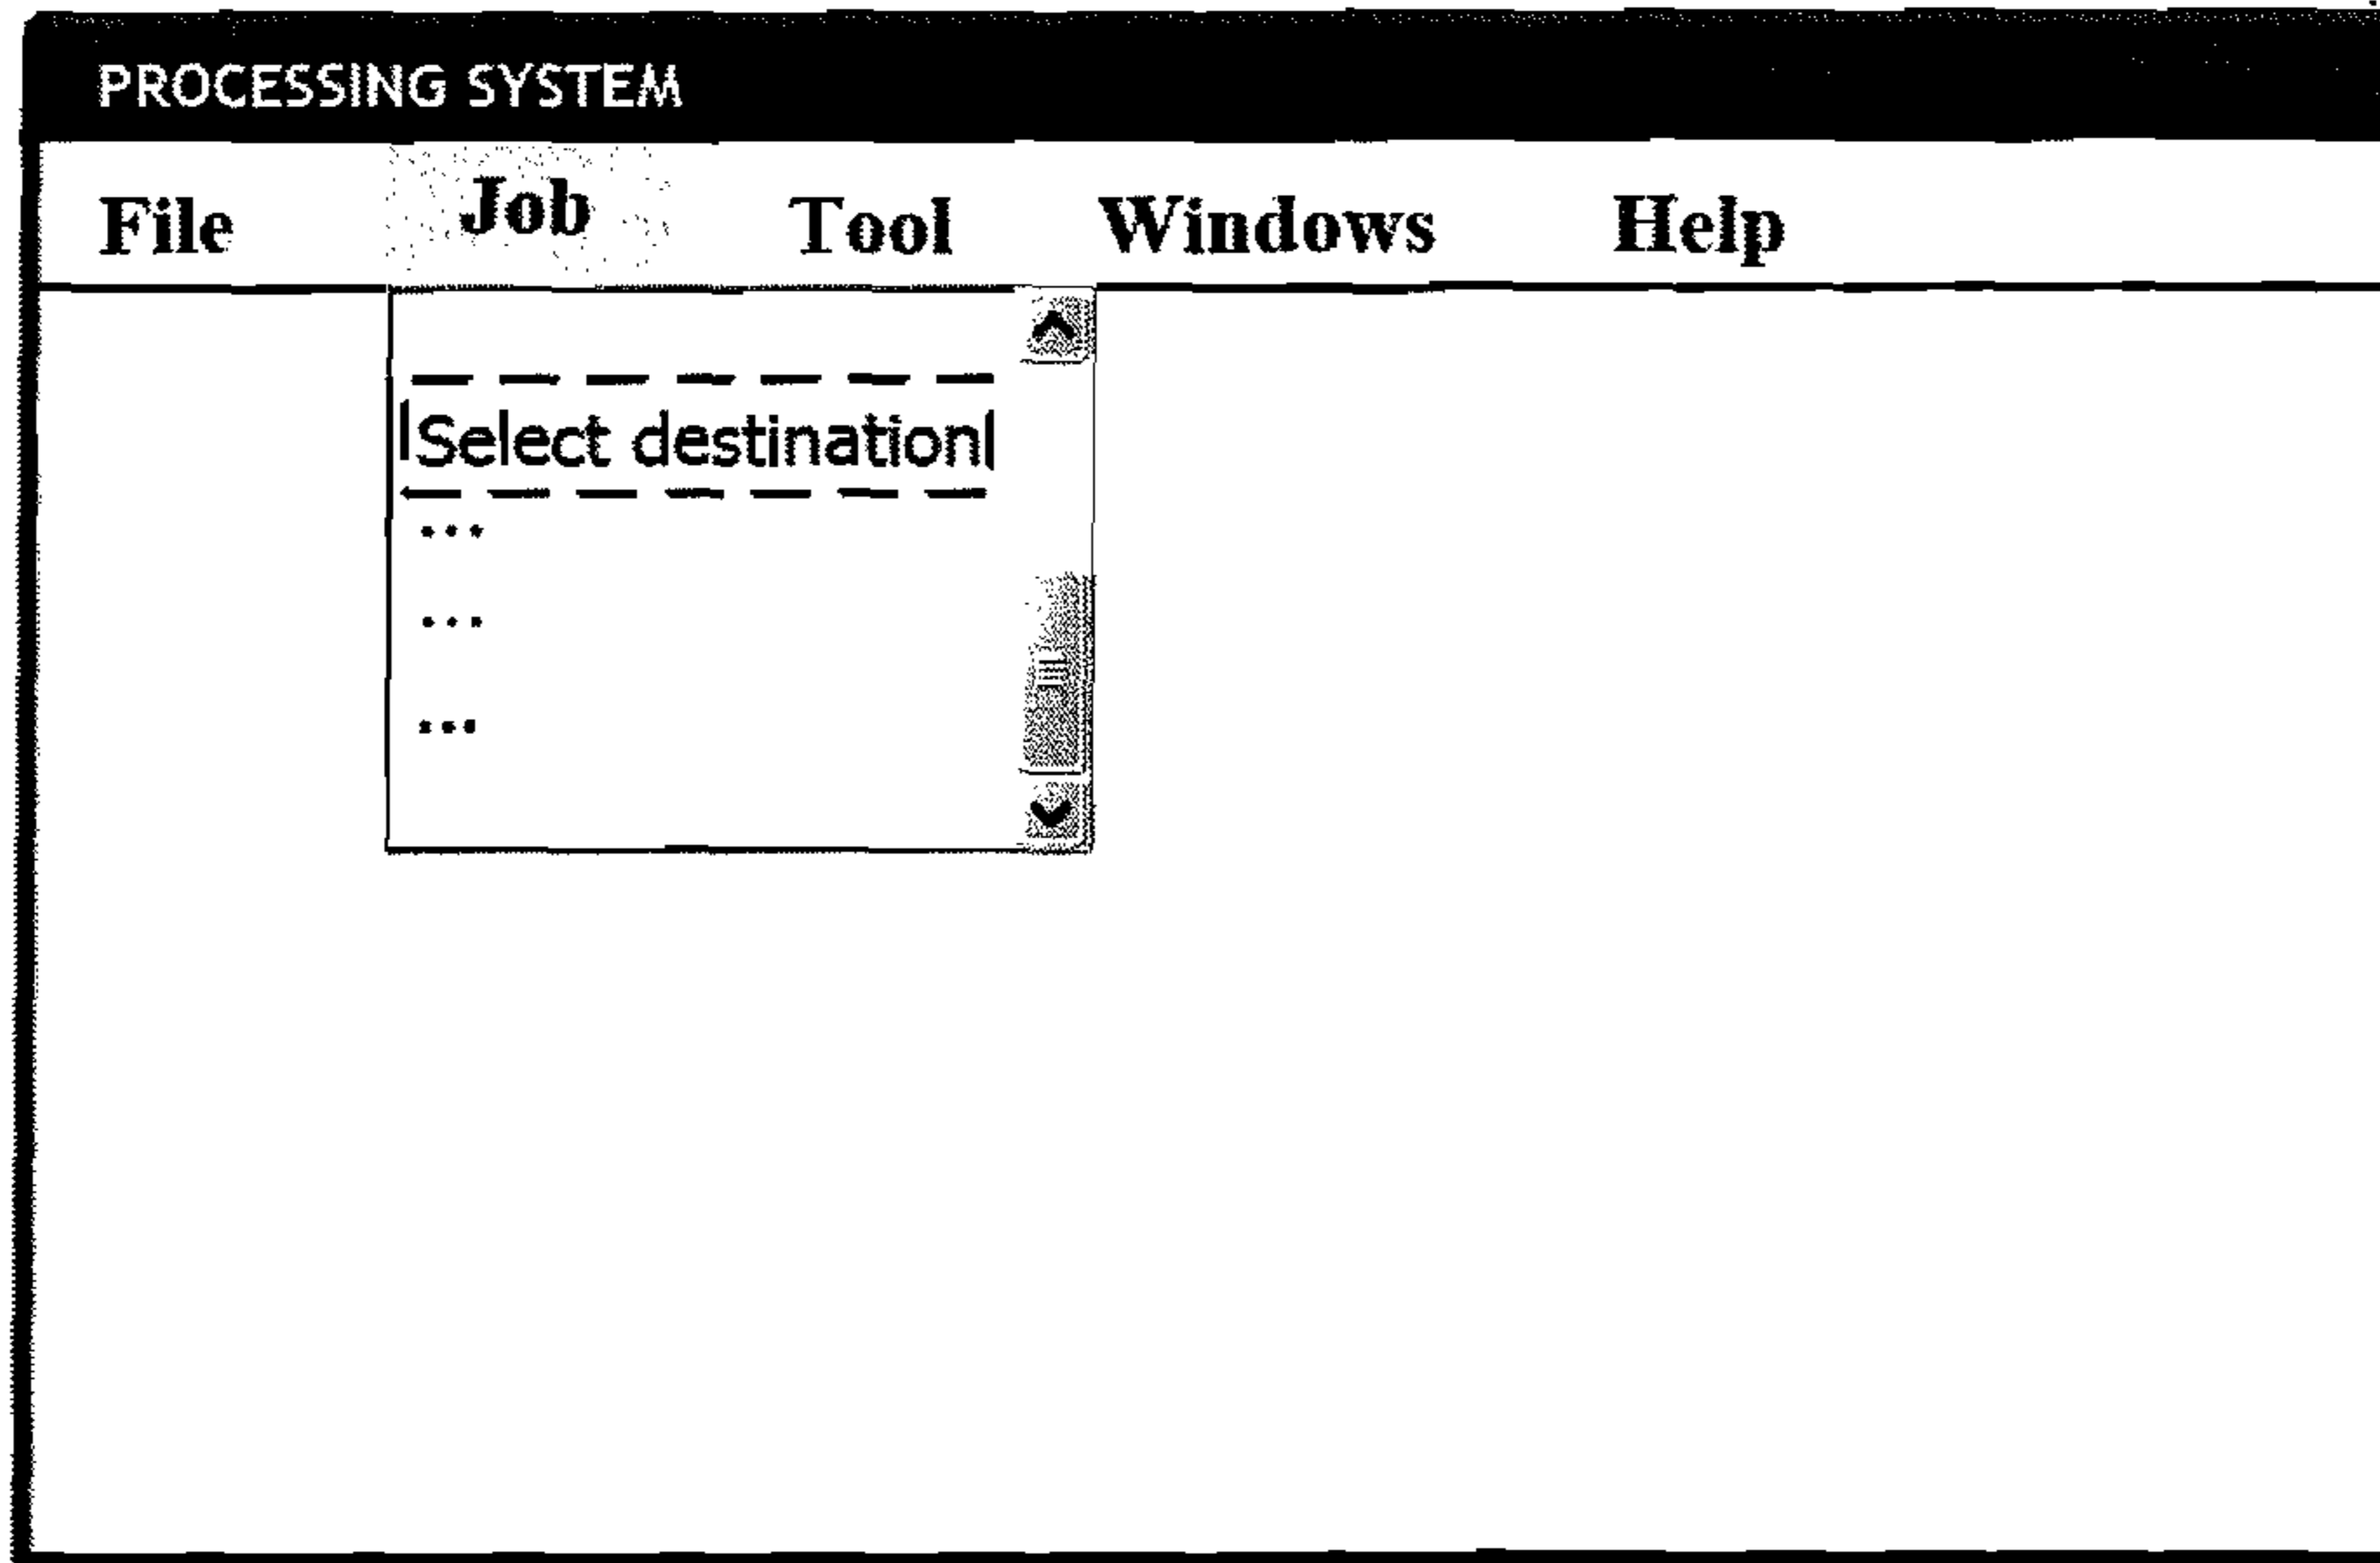 PROCESSING SYSTEM
File Job Tool Windows Help
Select destination
...
...
...